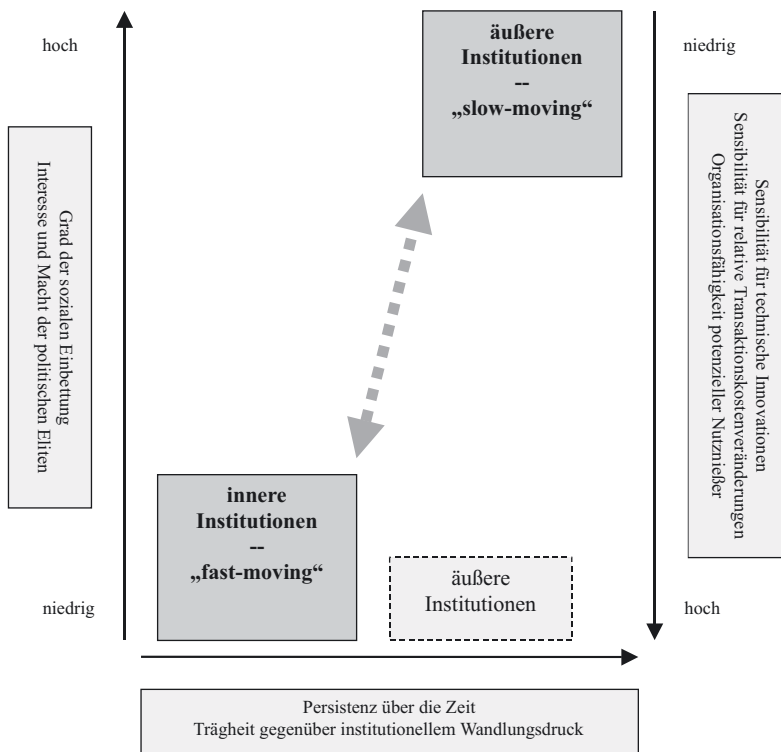 hoch
äußere
Institutionen
--
„slow-moving“
niedrig
Grad der sozialen Einbettung
Interesse und Macht der politischen Eliten
Sensibilität für technische Innovationen
Sensibilität für relative Transaktionskostenveränderungen
Organisationsfähigkeit potenzieller Nutznießer
innere
Institutionen
--
„fast-moving“
äußere
Institutionen
niedrig
hoch
Persistenz über die Zeit
Trägheit gegenüber institutionellem Wandlungsdruck